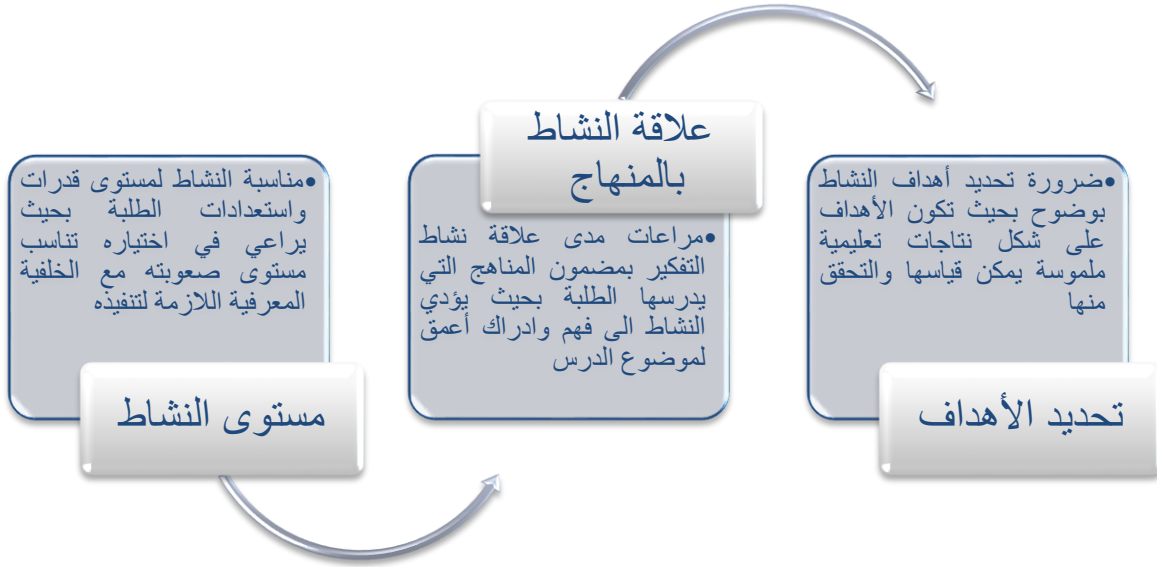 ضرورة تحديد أهداف النشاط•
بوضوح بحيث تكون الأهداف
على شكل نتاجات تعليمية
ملموسة يمكن قياسها والتحقق
منها
تحديد الأهداف
علاقة النشاط
بالمنهاج
مراعات مدى علاقة نشاط•
التفكير بمضمون المناهج التي
يدرسها الطلبة بحيث يؤدي
النشاط الى فهم وادراك أعمق
لموضوع الدرس
مناسبة النشاط لمستوى قدرات•
واستعدادات الطلبة بحيث
يراعي في اختياره تناسب
مستوى صعوبته مع الخلفية
المعرفية اللازمة لتنفيذه
مستوى النشاط